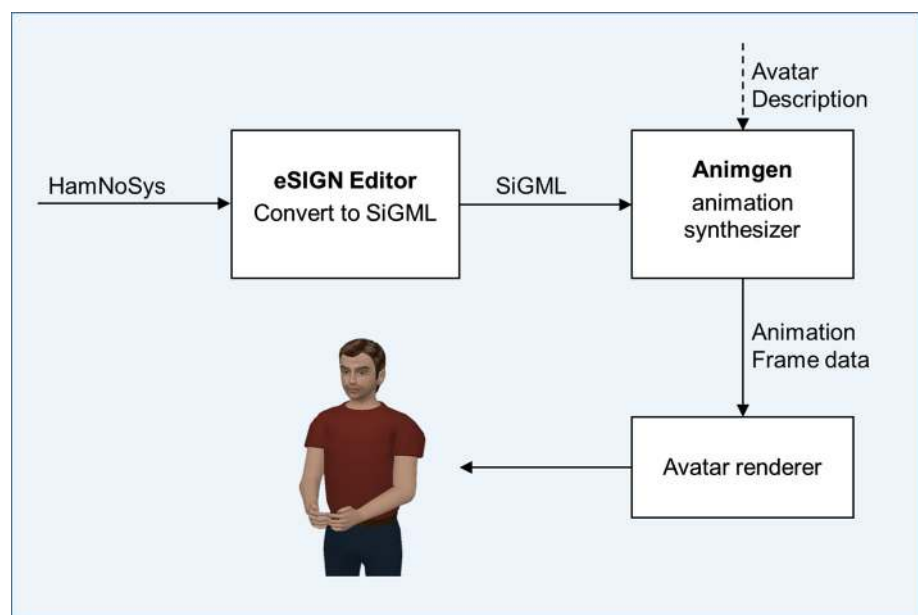 Avatar
Description
HamNoSys
eSIGN Editor
Convert to SiGML
SiGML
Animgen
animation
synthesizer
Animation
Frame data
Avatar renderer